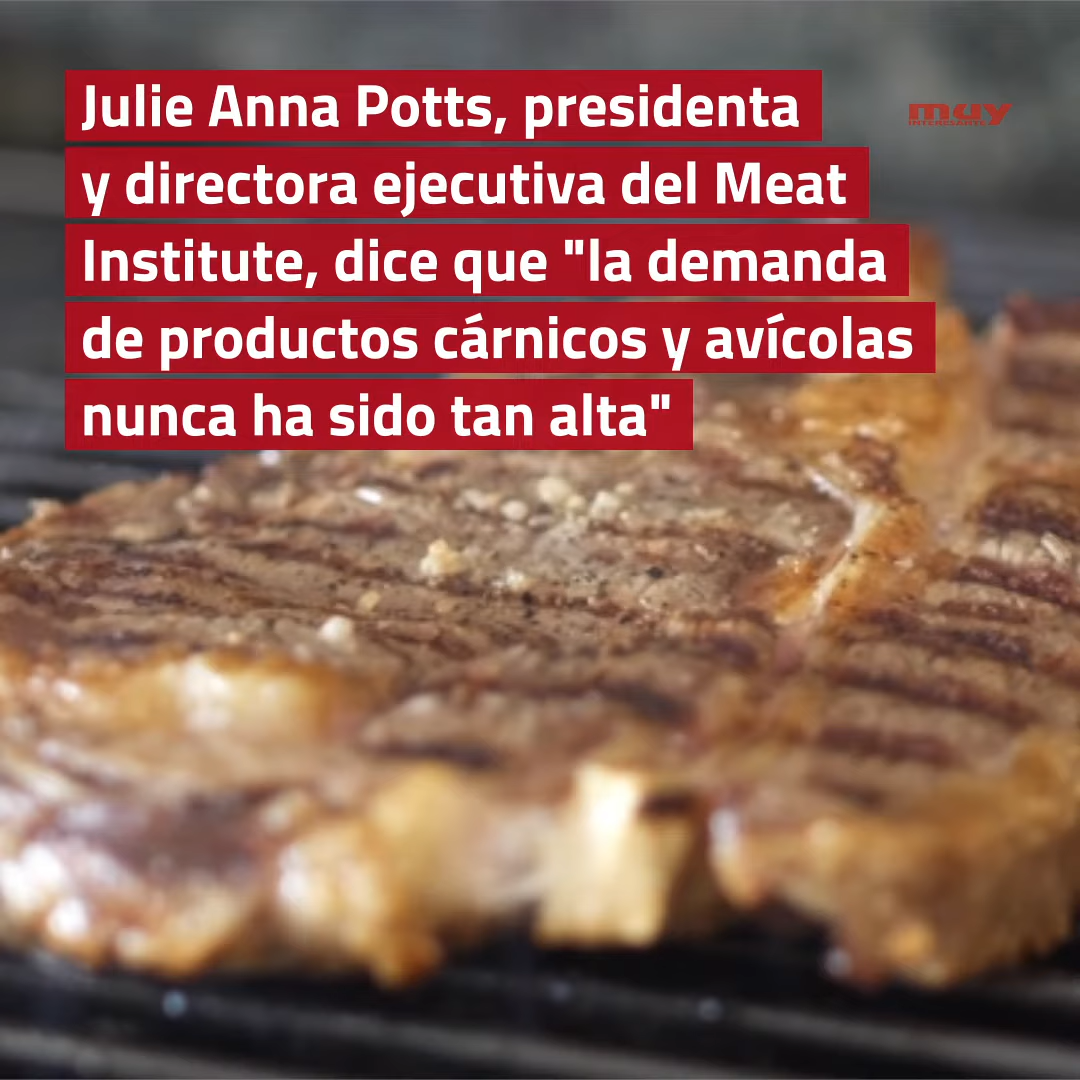 Julie Anna Potts, presidenta
y directora ejecutiva del Meat
Institute, dice que "la demanda
de productos cárnicos y avícolas
nunca ha sido tan alta"
muy
INTERESANTE